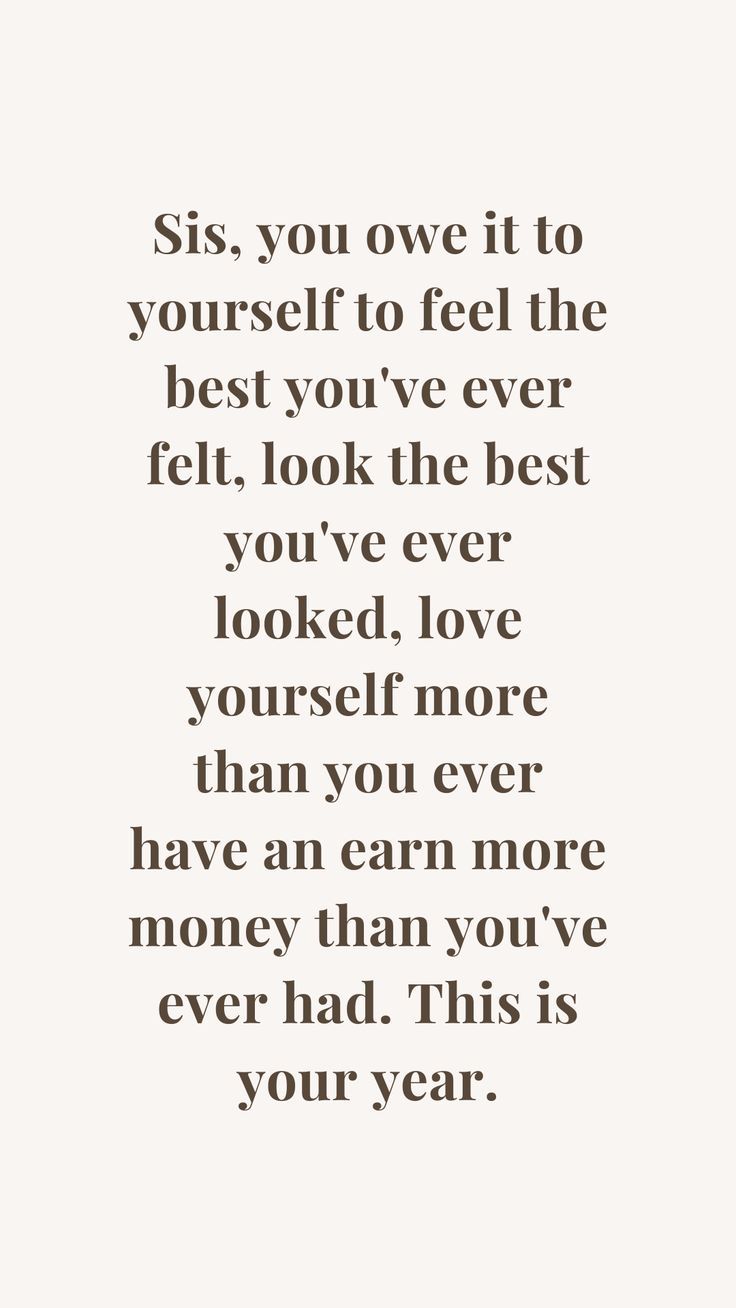 Sis, you owe it to
yourself to feel the
best you've ever
felt, look the best
you've ever
looked, love
yourself more
than you ever
have an earn more
money than you've
ever had. This is
your year.